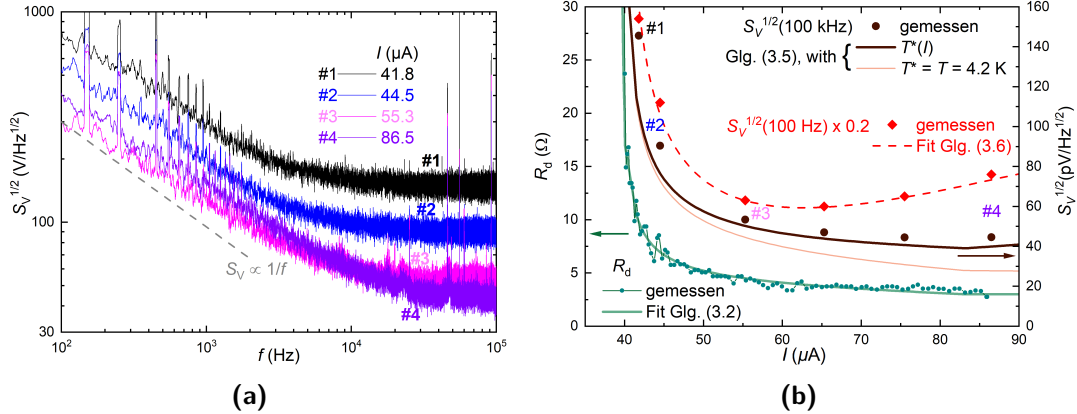 1000
100
30
S_V^1/2 (V/Hz^1/2)
I (µA)
#1 41.8
#2 44.5
#3 55.3
#4 86.5
#1
#2
#3
#4
S_V ∝ 1/f
10^2 10^3 10^4 10^5
f (Hz)
(a)
30
25
20
15
10
5
0
R_d (Ω)
#1
#2
#3
#4
S_V^1/2(100 kHz) gemessen
Glg. (3.5), with { T*(I)
T* = T = 4.2 K
S_V^1/2(100 Hz) x 0.2 gemessen
Fit Glg. (3.6)
R_d
gemessen
Fit Glg. (3.2)
160
140
120
100
80
60
40
20
0
S_V^1/2(pV/Hz^1/2)
40 50 60 70 80 90
I (µA)
(b)